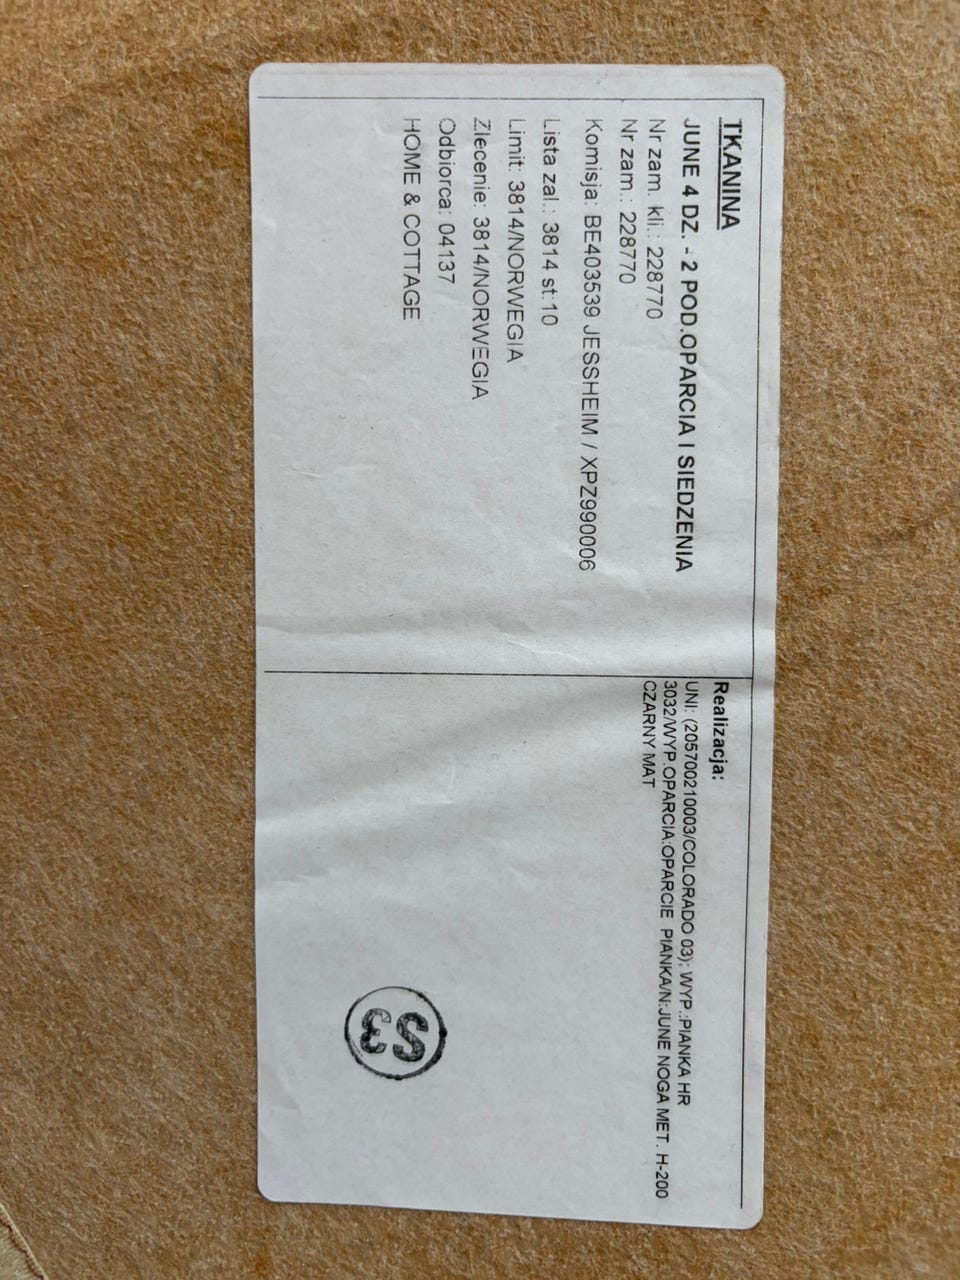 TKANINA
JUNE 4 DZ. - 2 POD.OPARCIA I SIEDZENIA
Nr zam. kli.: 228770
Nr zam.: 228770
Komisja: BE403539 JESSHEIM / XPZ990006
Lista zal.: 3814 st:10
Limit: 3814/NORWEGIA
Zlecenie: 3814/NORWEGIA
Odbiorca: 04137
HOME & COTTAGE
Realizacja:
UNI: (205700210003/COLORADO 03); WYP.:PIANKA HR
3032/WYP.OPARCIA:OPARCIE PIANKA/N:JUNE NOGA MET. H-200
CZARNY MAT
S3